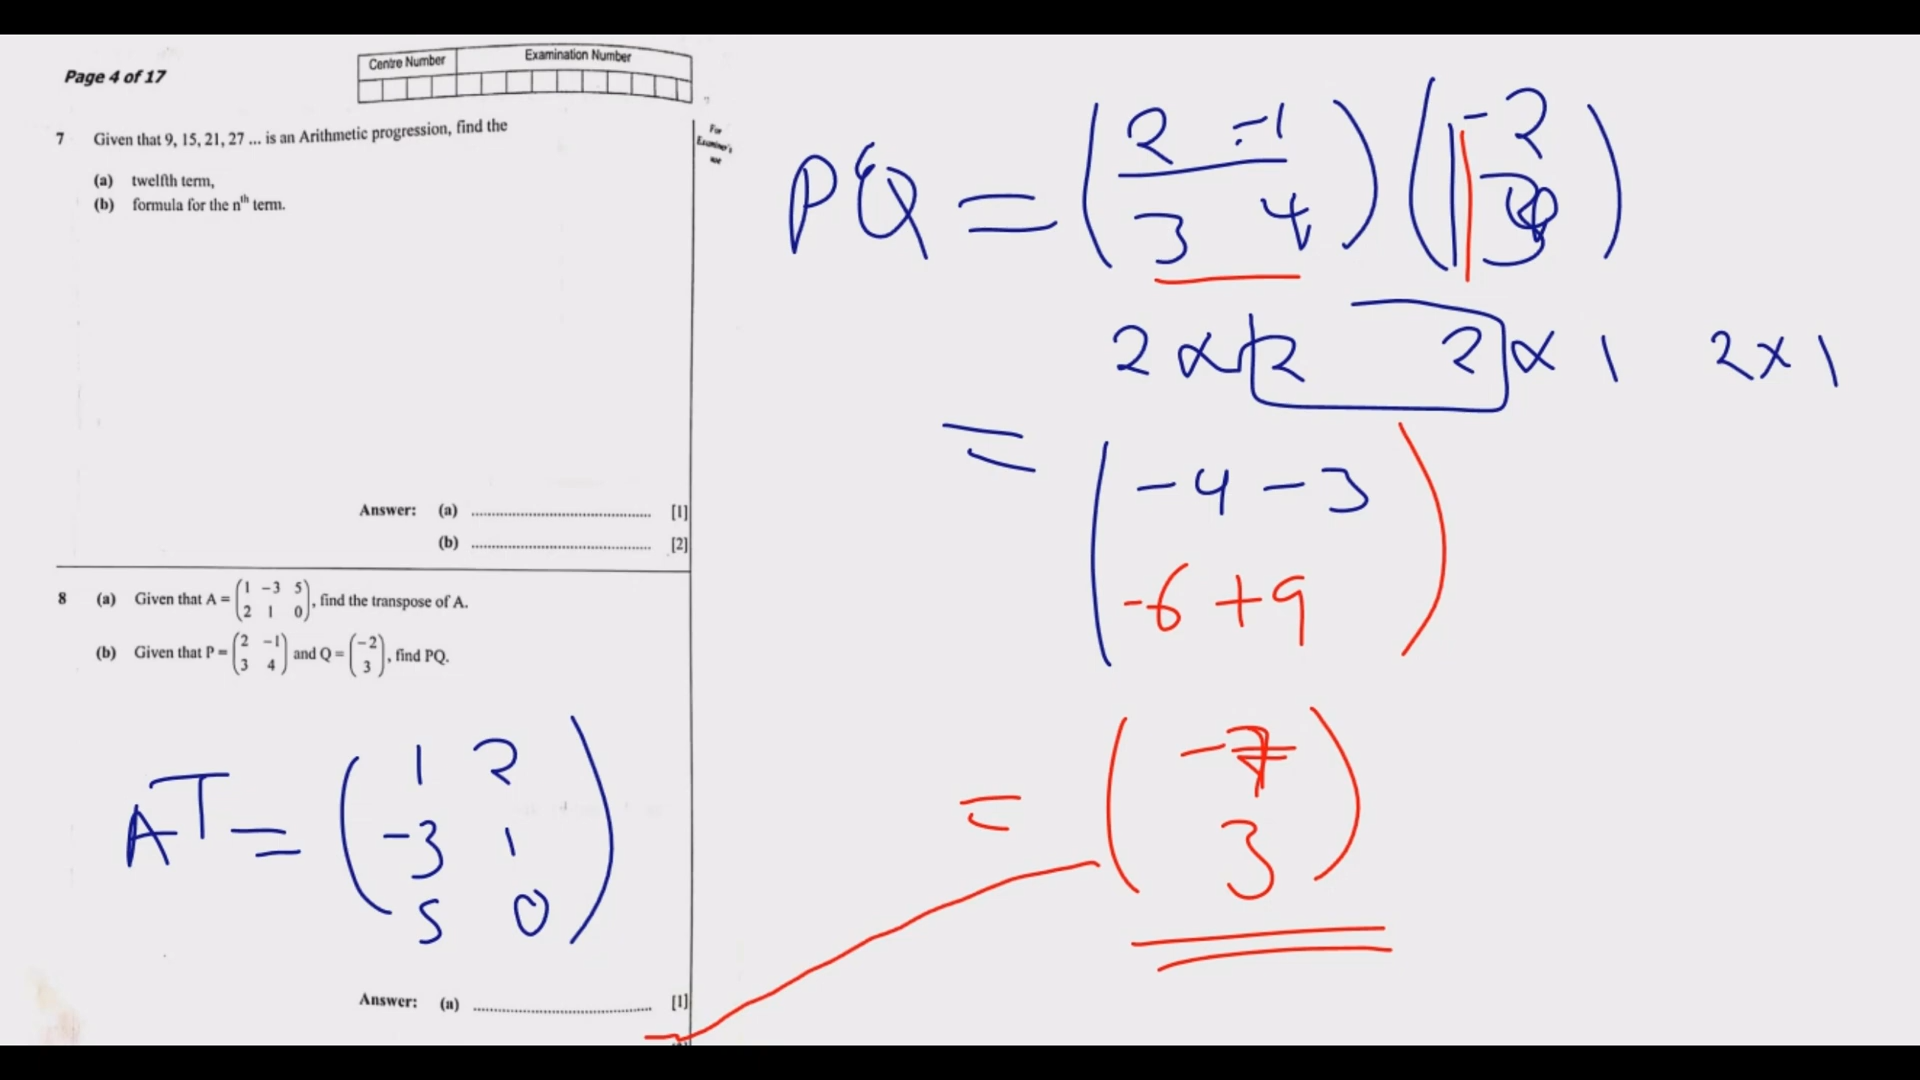 Page 4 of 17
Centre Number
Examination Number
For
Examiner's
use
7 Given that 9, 15, 21, 27 ... is an Arithmetic progression, find the
(a) twelfth term,
(b) formula for the nth term.
Answer: (a) ................................ [1]
(b) ................................ [2]
8 (a) Given that A = (1 -3 5
2 1 0), find the transpose of A.
(b) Given that P = (2 -1
3 4) and Q = (-2
3), find PQ.
AT = (1 2
-3 1
5 0)
Answer: (a) ................................ [1]
PQ = (2 -1
3 4) (-2
3)
2 x 2 2 x 1 2 x 1
= (-4 - 3
-6 + 9)
= (-7
3)